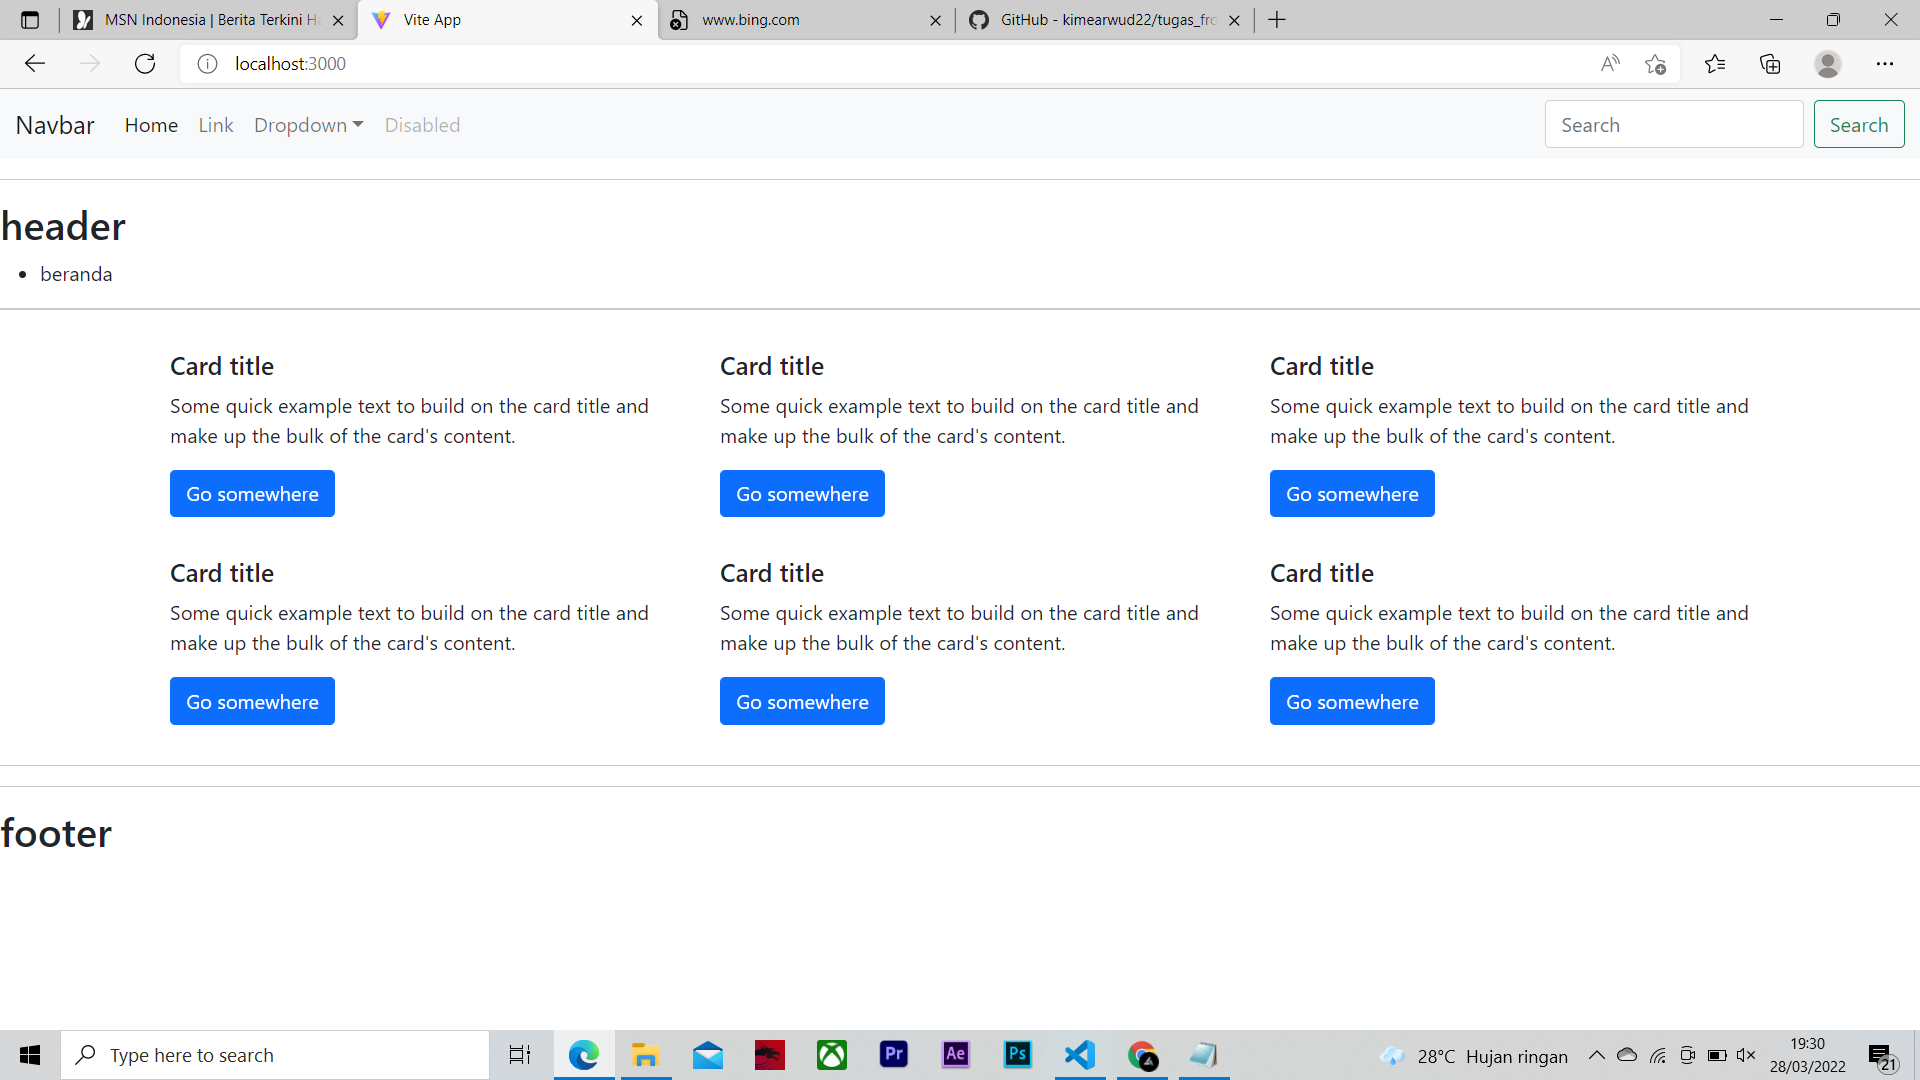 MSN Indonesia | Berita Terkini Ha
Vite App
www.bing.com
GitHub - kimearwud22/tugas_fro
localhost:3000
Navbar
Home
Link
Dropdown
Disabled
Search
Search
header
beranda
Card title
Some quick example text to build on the card title and
make up the bulk of the card's content.
Go somewhere
Card title
Some quick example text to build on the card title and
make up the bulk of the card's content.
Go somewhere
Card title
Some quick example text to build on the card title and
make up the bulk of the card's content.
Go somewhere
Card title
Some quick example text to build on the card title and
make up the bulk of the card's content.
Go somewhere
Card title
Some quick example text to build on the card title and
make up the bulk of the card's content.
Go somewhere
Card title
Some quick example text to build on the card title and
make up the bulk of the card's content.
Go somewhere
footer
Type here to search
Pr
Ae
Ps
28°C Hujan ringan
19:30
28/03/2022
21